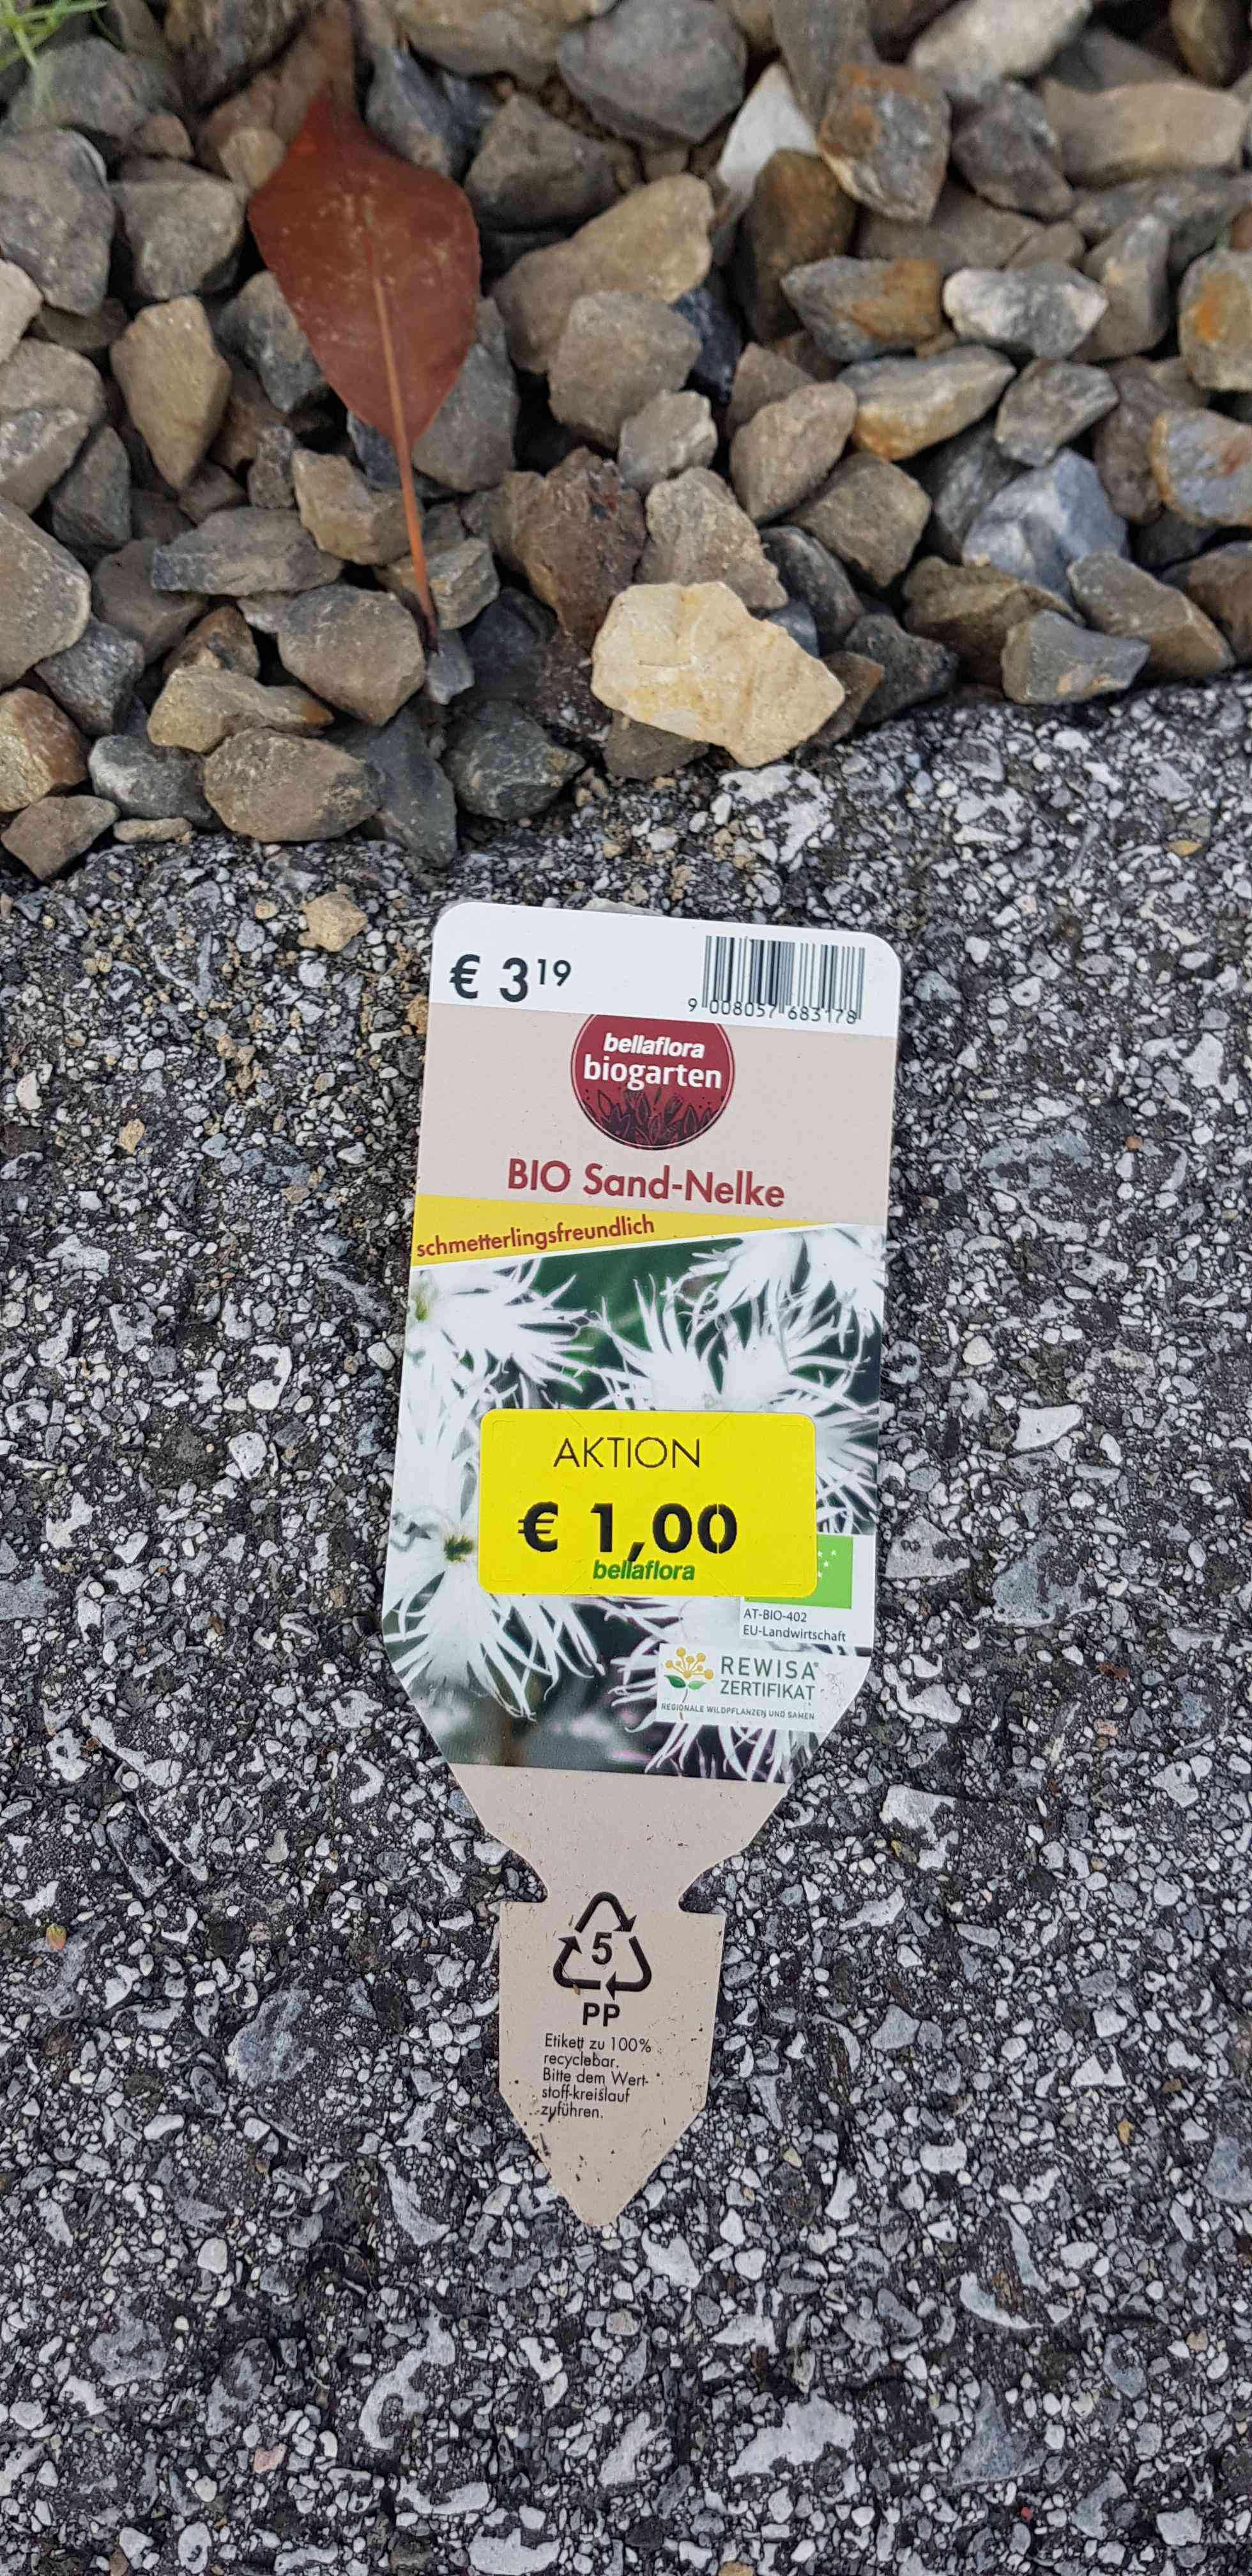 € 3 19
9 008057 683178
bellaflora
biogarten
BIO Sand-Nelke
schmetterlingsfreundlich
AKTION
€ 1,00
bellaflora
AT-BIO-402
EU-Landwirtschaft
REWISA®
ZERTIFIKAT
REGIONALE WILDPFLANZEN UND SAMEN
5
PP
Etikett zu 100%
recyclebar.
Bitte dem Wert-
stoff-kreislauf
zuführen.